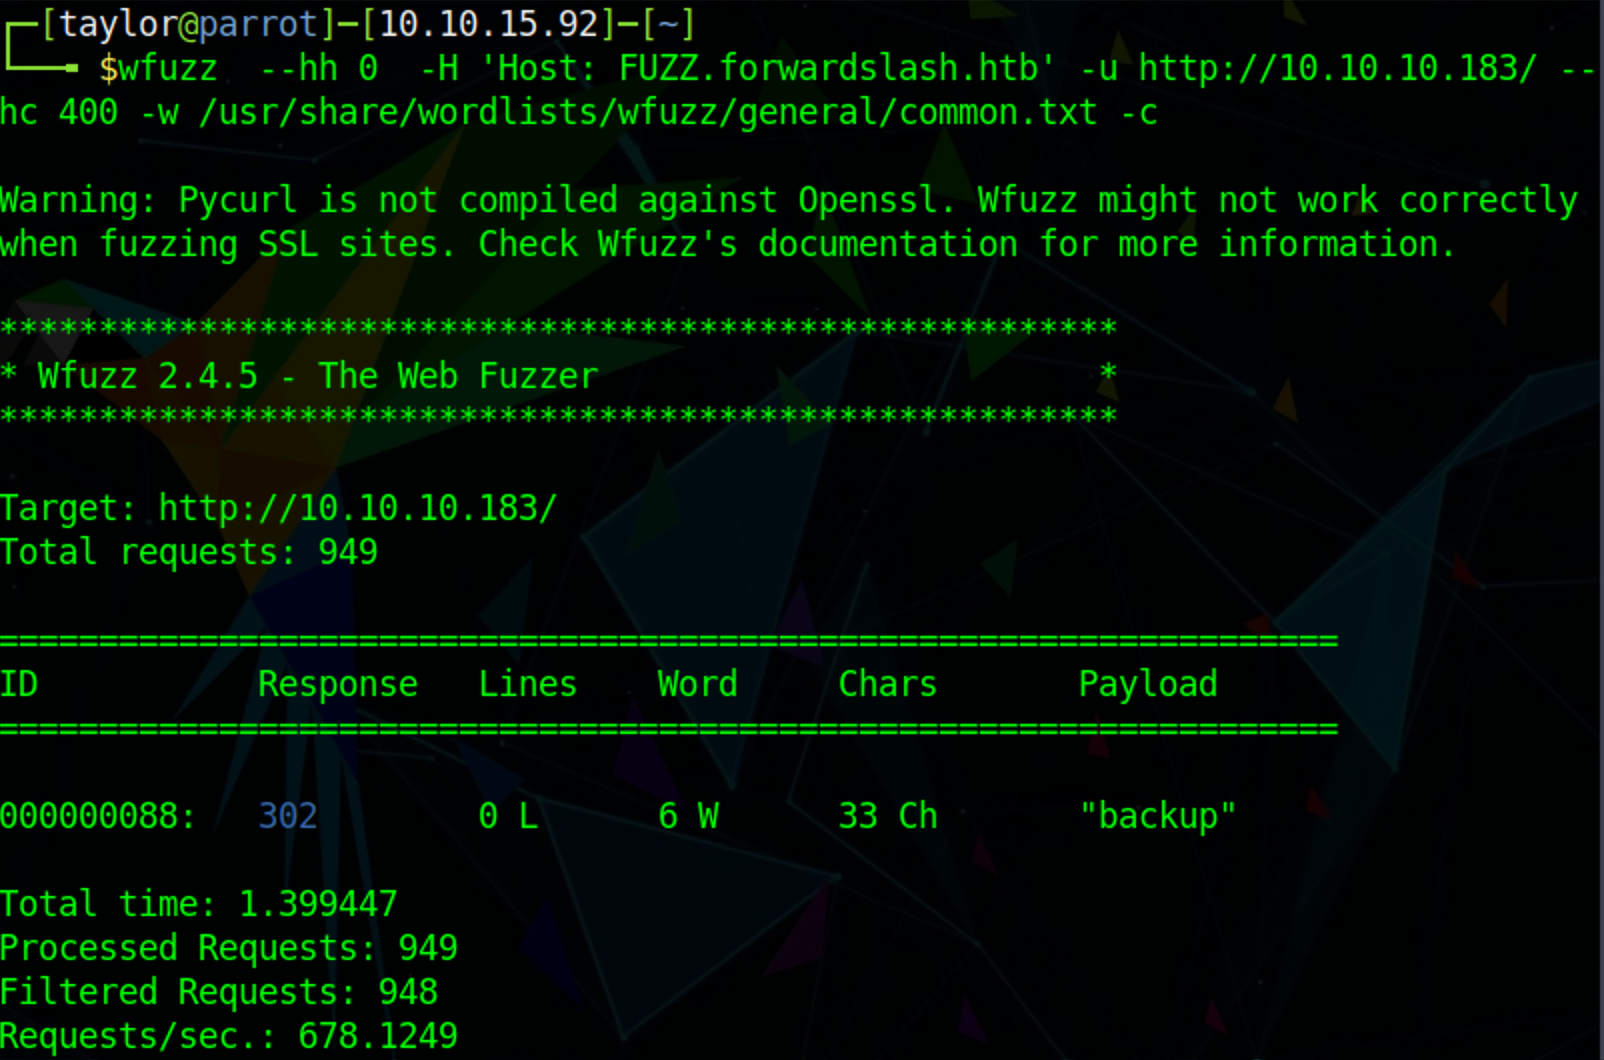 ┌─[taylor@parrot]─[10.10.15.92]─[~]
└──╼ $wfuzz  --hh 0  -H 'Host: FUZZ.forwardslash.htb' -u http://10.10.10.183/ --
hc 400 -w /usr/share/wordlists/wfuzz/general/common.txt -c
Warning: Pycurl is not compiled against Openssl. Wfuzz might not work correctly
when fuzzing SSL sites. Check Wfuzz's documentation for more information.
********************************************************
* Wfuzz 2.4.5 - The Web Fuzzer                         *
********************************************************
Target: http://10.10.10.183/
Total requests: 949
===================================================================
ID           Response   Lines    Word     Chars       Payload
===================================================================
000000088:   302        0 L      6 W      33 Ch       "backup"
Total time: 1.399447
Processed Requests: 949
Filtered Requests: 948
Requests/sec.: 678.1249